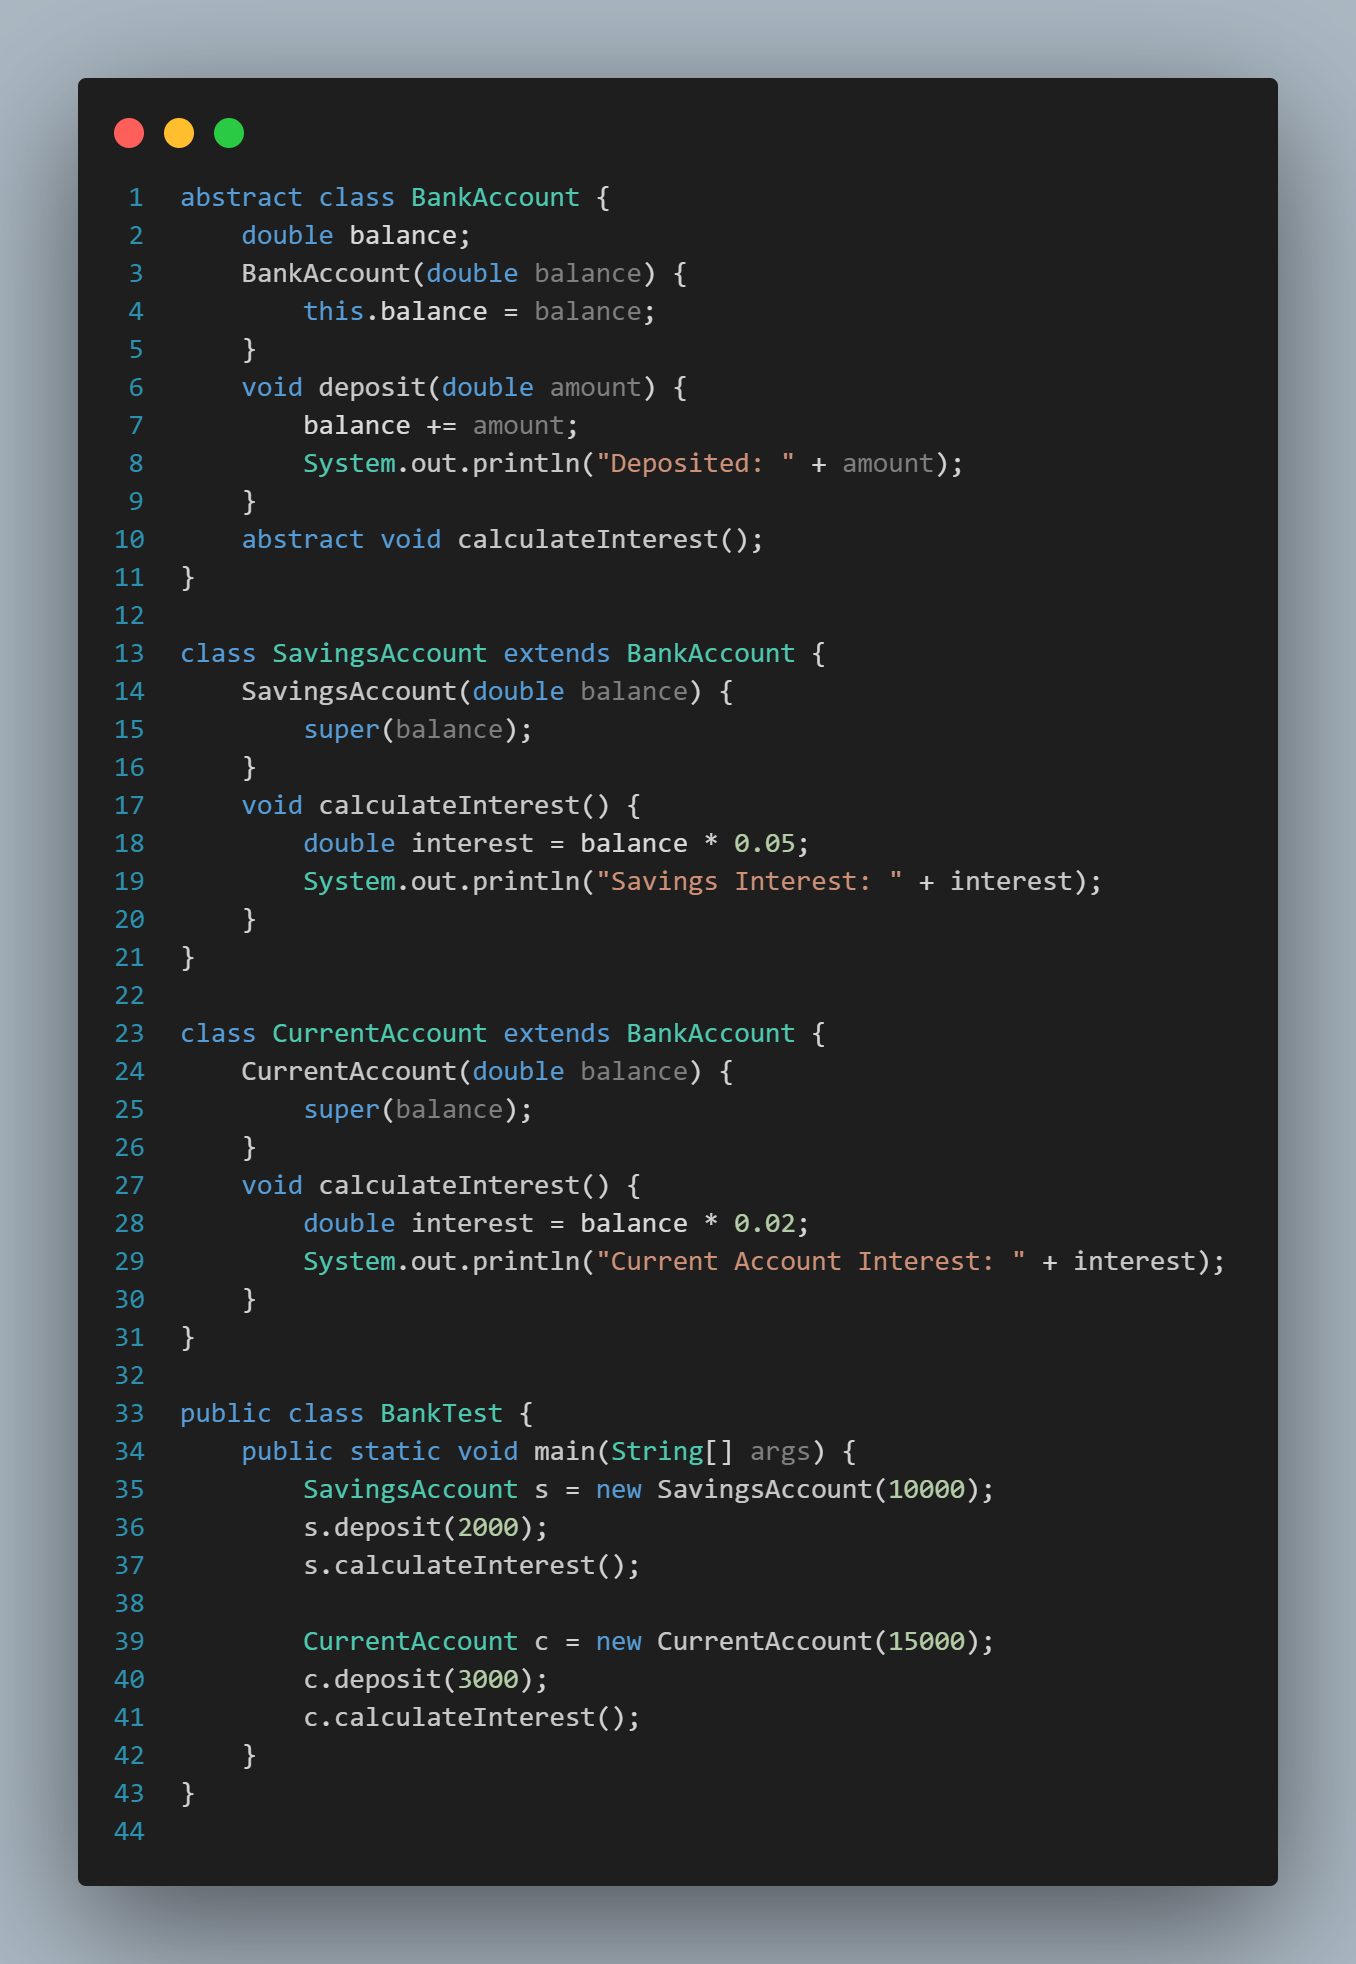 1 abstract class BankAccount {
2     double balance;
3     BankAccount(double balance) {
4         this.balance = balance;
5     }
6     void deposit(double amount) {
7         balance += amount;
8         System.out.println("Deposited: " + amount);
9     }
10     abstract void calculateInterest();
11 }
12
13 class SavingsAccount extends BankAccount {
14     SavingsAccount(double balance) {
15         super(balance);
16     }
17     void calculateInterest() {
18         double interest = balance * 0.05;
19         System.out.println("Savings Interest: " + interest);
20     }
21 }
22
23 class CurrentAccount extends BankAccount {
24     CurrentAccount(double balance) {
25         super(balance);
26     }
27     void calculateInterest() {
28         double interest = balance * 0.02;
29         System.out.println("Current Account Interest: " + interest);
30     }
31 }
32
33 public class BankTest {
34     public static void main(String[] args) {
35         SavingsAccount s = new SavingsAccount(10000);
36         s.deposit(2000);
37         s.calculateInterest();
38
39         CurrentAccount c = new CurrentAccount(15000);
40         c.deposit(3000);
41         c.calculateInterest();
42     }
43 }
44